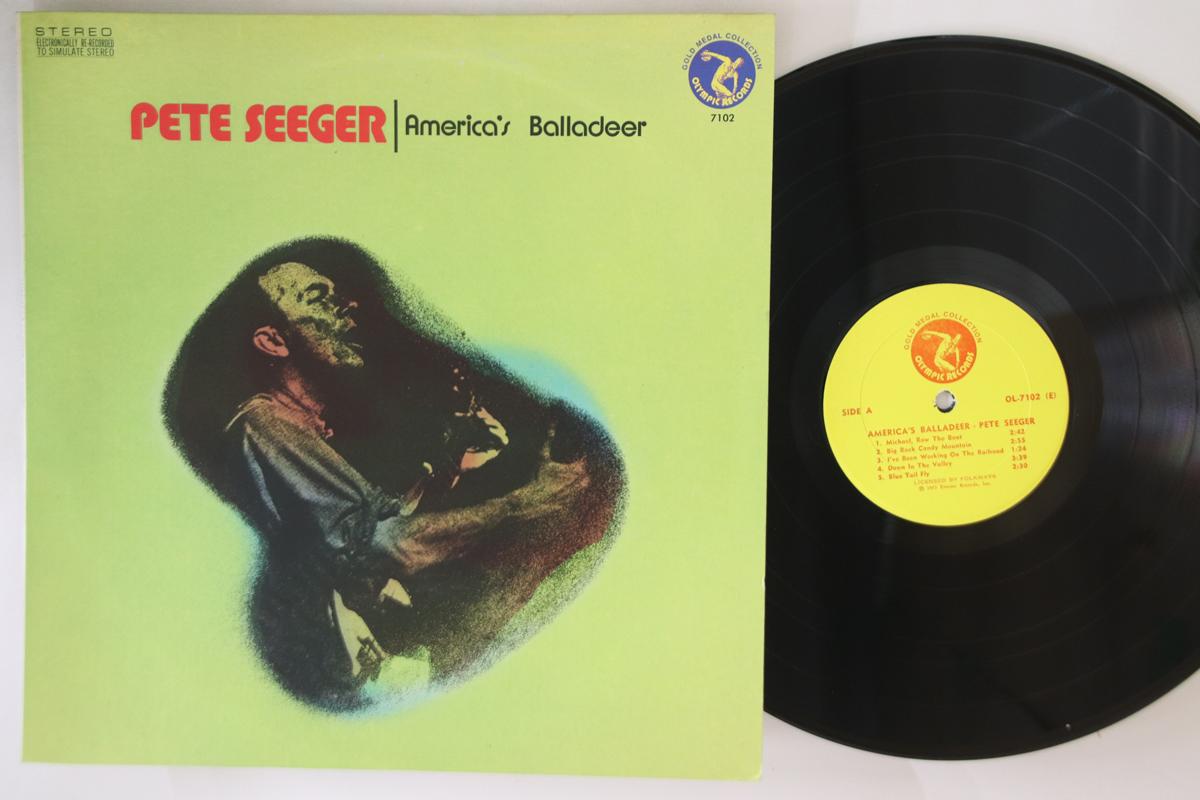 STEREO
ELECTRONICALLY RE-RECORDED
TO SIMULATE STEREO
GOLD MEDAL COLLECTION
OLYMPIC RECORDS
7102
PETE SEEGER
America's Balladeer
GOLD MEDAL COLLECTION
OLYMPIC RECORDS
SIDE A
OL-7102 (E)
AMERICA'S BALLADEER - PETE SEEGER
1. Michael, Row The Boat 2:42
2. Big Rock Candy Mountain 2:55
3. I've Been Working On The Railroad 1:24
4. Down In The Valley 3:39
5. Blue Tail Fly 2:30
LICENSED BY FOLKWAYS
Records, Inc.